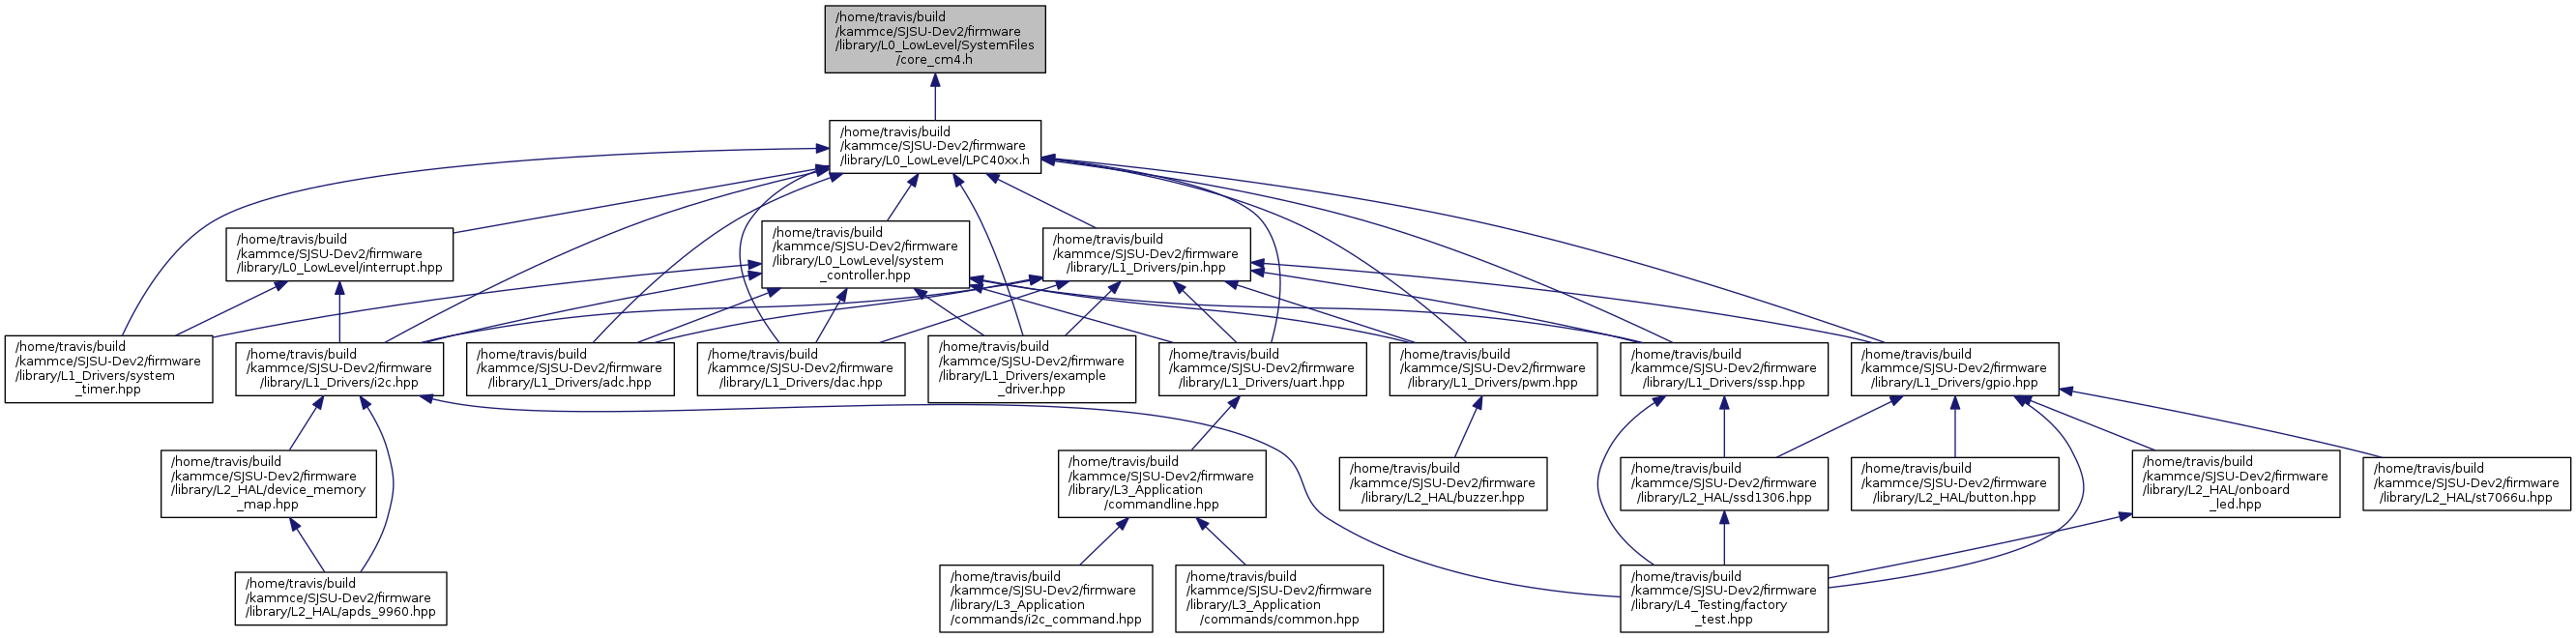 /home/travis/build
/kammce/SJSU-Dev2/firmware
/library/L0_LowLevel/SystemFiles
/core_cm4.h
/home/travis/build
/kammce/SJSU-Dev2/firmware
/library/L0_LowLevel/LPC40xx.h
/home/travis/build
/kammce/SJSU-Dev2/firmware
/library/L0_LowLevel/interrupt.hpp
/home/travis/build
/kammce/SJSU-Dev2/firmware
/library/L0_LowLevel/system
_controller.hpp
/home/travis/build
/kammce/SJSU-Dev2/firmware
/library/L1_Drivers/pin.hpp
/home/travis/build
/kammce/SJSU-Dev2/firmware
/library/L1_Drivers/system
_timer.hpp
/home/travis/build
/kammce/SJSU-Dev2/firmware
/library/L1_Drivers/i2c.hpp
/home/travis/build
/kammce/SJSU-Dev2/firmware
/library/L1_Drivers/adc.hpp
/home/travis/build
/kammce/SJSU-Dev2/firmware
/library/L1_Drivers/dac.hpp
/home/travis/build
/kammce/SJSU-Dev2/firmware
/library/L1_Drivers/example
_driver.hpp
/home/travis/build
/kammce/SJSU-Dev2/firmware
/library/L1_Drivers/uart.hpp
/home/travis/build
/kammce/SJSU-Dev2/firmware
/library/L1_Drivers/pwm.hpp
/home/travis/build
/kammce/SJSU-Dev2/firmware
/library/L1_Drivers/ssp.hpp
/home/travis/build
/kammce/SJSU-Dev2/firmware
/library/L1_Drivers/gpio.hpp
/home/travis/build
/kammce/SJSU-Dev2/firmware
/library/L2_HAL/device_memory
_map.hpp
/home/travis/build
/kammce/SJSU-Dev2/firmware
/library/L3_Application
/commandline.hpp
/home/travis/build
/kammce/SJSU-Dev2/firmware
/library/L2_HAL/buzzer.hpp
/home/travis/build
/kammce/SJSU-Dev2/firmware
/library/L2_HAL/ssd1306.hpp
/home/travis/build
/kammce/SJSU-Dev2/firmware
/library/L2_HAL/button.hpp
/home/travis/build
/kammce/SJSU-Dev2/firmware
/library/L2_HAL/onboard
_led.hpp
/home/travis/build
/kammce/SJSU-Dev2/firmware
/library/L2_HAL/st7066u.hpp
/home/travis/build
/kammce/SJSU-Dev2/firmware
/library/L2_HAL/apds_9960.hpp
/home/travis/build
/kammce/SJSU-Dev2/firmware
/library/L3_Application
/commands/i2c_command.hpp
/home/travis/build
/kammce/SJSU-Dev2/firmware
/library/L3_Application
/commands/common.hpp
/home/travis/build
/kammce/SJSU-Dev2/firmware
/library/L4_Testing/factory
_test.hpp